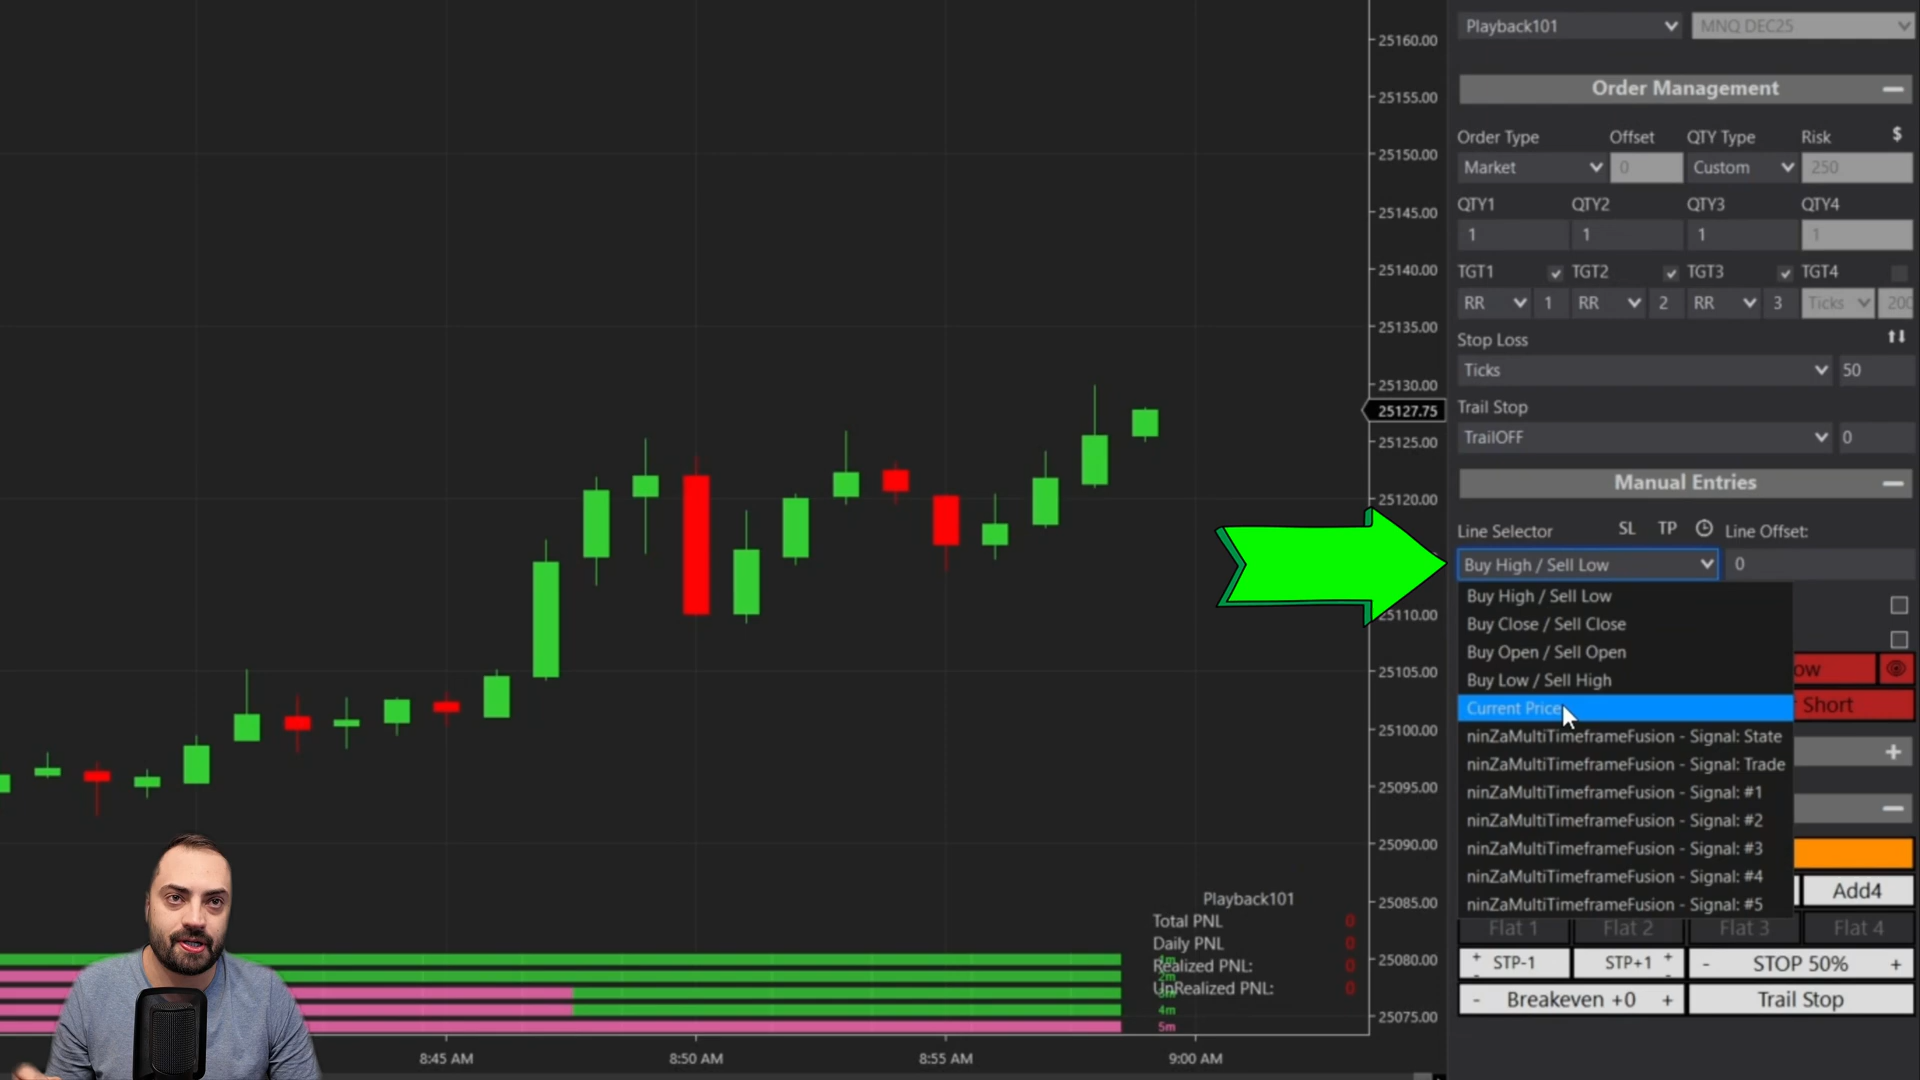 Playback101 MNQ DEC25
Order Management
Order Type Offset QTY Type Risk $
Market 0 Custom 250
QTY1 QTY2 QTY3 QTY4
1 1 1 1
TGT1 TGT2 TGT3 TGT4
RR 1 RR 2 RR 3 Ticks 200
Stop Loss
Ticks 50
Trail Stop
TrailOFF 0
Manual Entries
Line Selector SL TP Line Offset:
Buy High / Sell Low 0
Buy High / Sell Low
Buy Close / Sell Close
Buy Open / Sell Open
Buy Low / Sell High
Current Price
ninZaMultiTimeframeFusion - Signal: State
ninZaMultiTimeframeFusion - Signal: Trade
ninZaMultiTimeframeFusion - Signal: #1
ninZaMultiTimeframeFusion - Signal: #2
ninZaMultiTimeframeFusion - Signal: #3
ninZaMultiTimeframeFusion - Signal: #4
ninZaMultiTimeframeFusion - Signal: #5
ow
Short
+
Add4
Flat 1 Flat 2 Flat 3 Flat 4
+ - STP-1 STP+1 + - - STOP 50% +
- Breakeven +0 + Trail Stop
25160.00
25155.00
25150.00
25145.00
25140.00
25135.00
25130.00
25127.75
25125.00
25120.00
25110.00
25105.00
25100.00
25095.00
25090.00
25085.00
25080.00
25075.00
Playback101
Total PNL 0
Daily PNL 0
Realized PNL: 0
UnRealized PNL: 0
1m
2m
3m
4m
5m
8:45 AM 8:50 AM 8:55 AM 9:00 AM